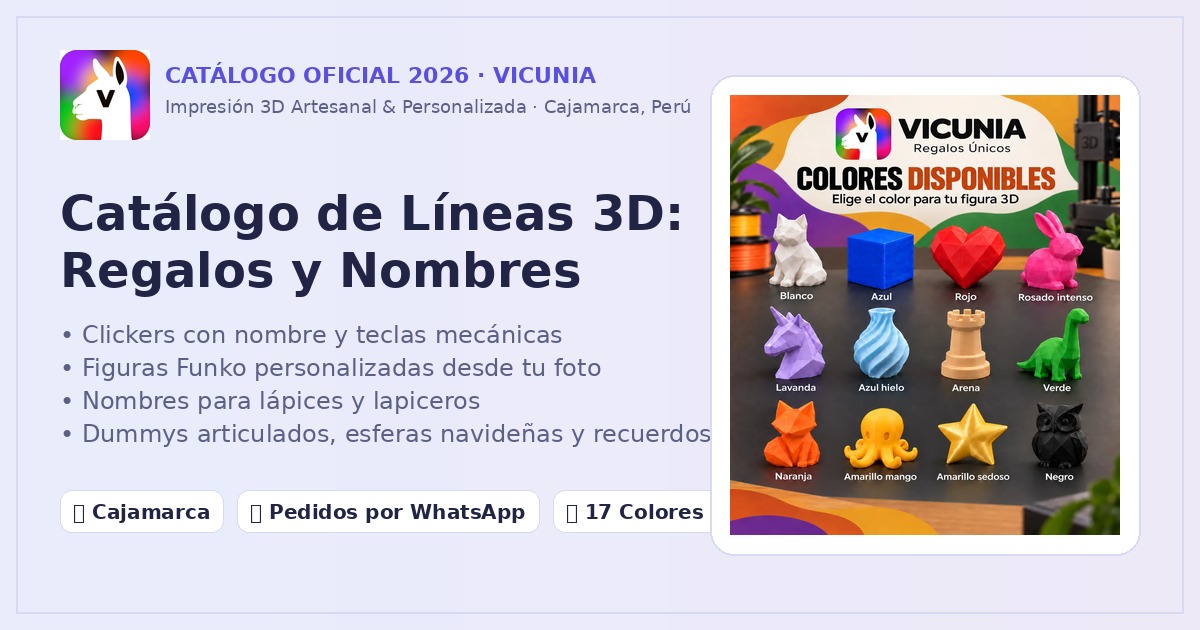 CATÁLOGO OFICIAL 2026 · VICUNIA
Impresión 3D Artesanal & Personalizada · Cajamarca, Perú
Catálogo de Líneas 3D:
Regalos y Nombres
• Clickers con nombre y teclas mecánicas
• Figuras Funko personalizadas desde tu foto
• Nombres para lápices y lapiceros
• Dummys articulados, esferas navideñas y recuerdos
Cajamarca
Pedidos por WhatsApp
17 Colores
V
V
VICUNIA
Regalos Únicos
3D
COLORES DISPONIBLES
Elige el color para tu figura 3D
Blanco
Azul
Rojo
Rosado intenso
Lavanda
Azul hielo
Arena
Verde
Naranja
Amarillo mango
Amarillo sedoso
Negro